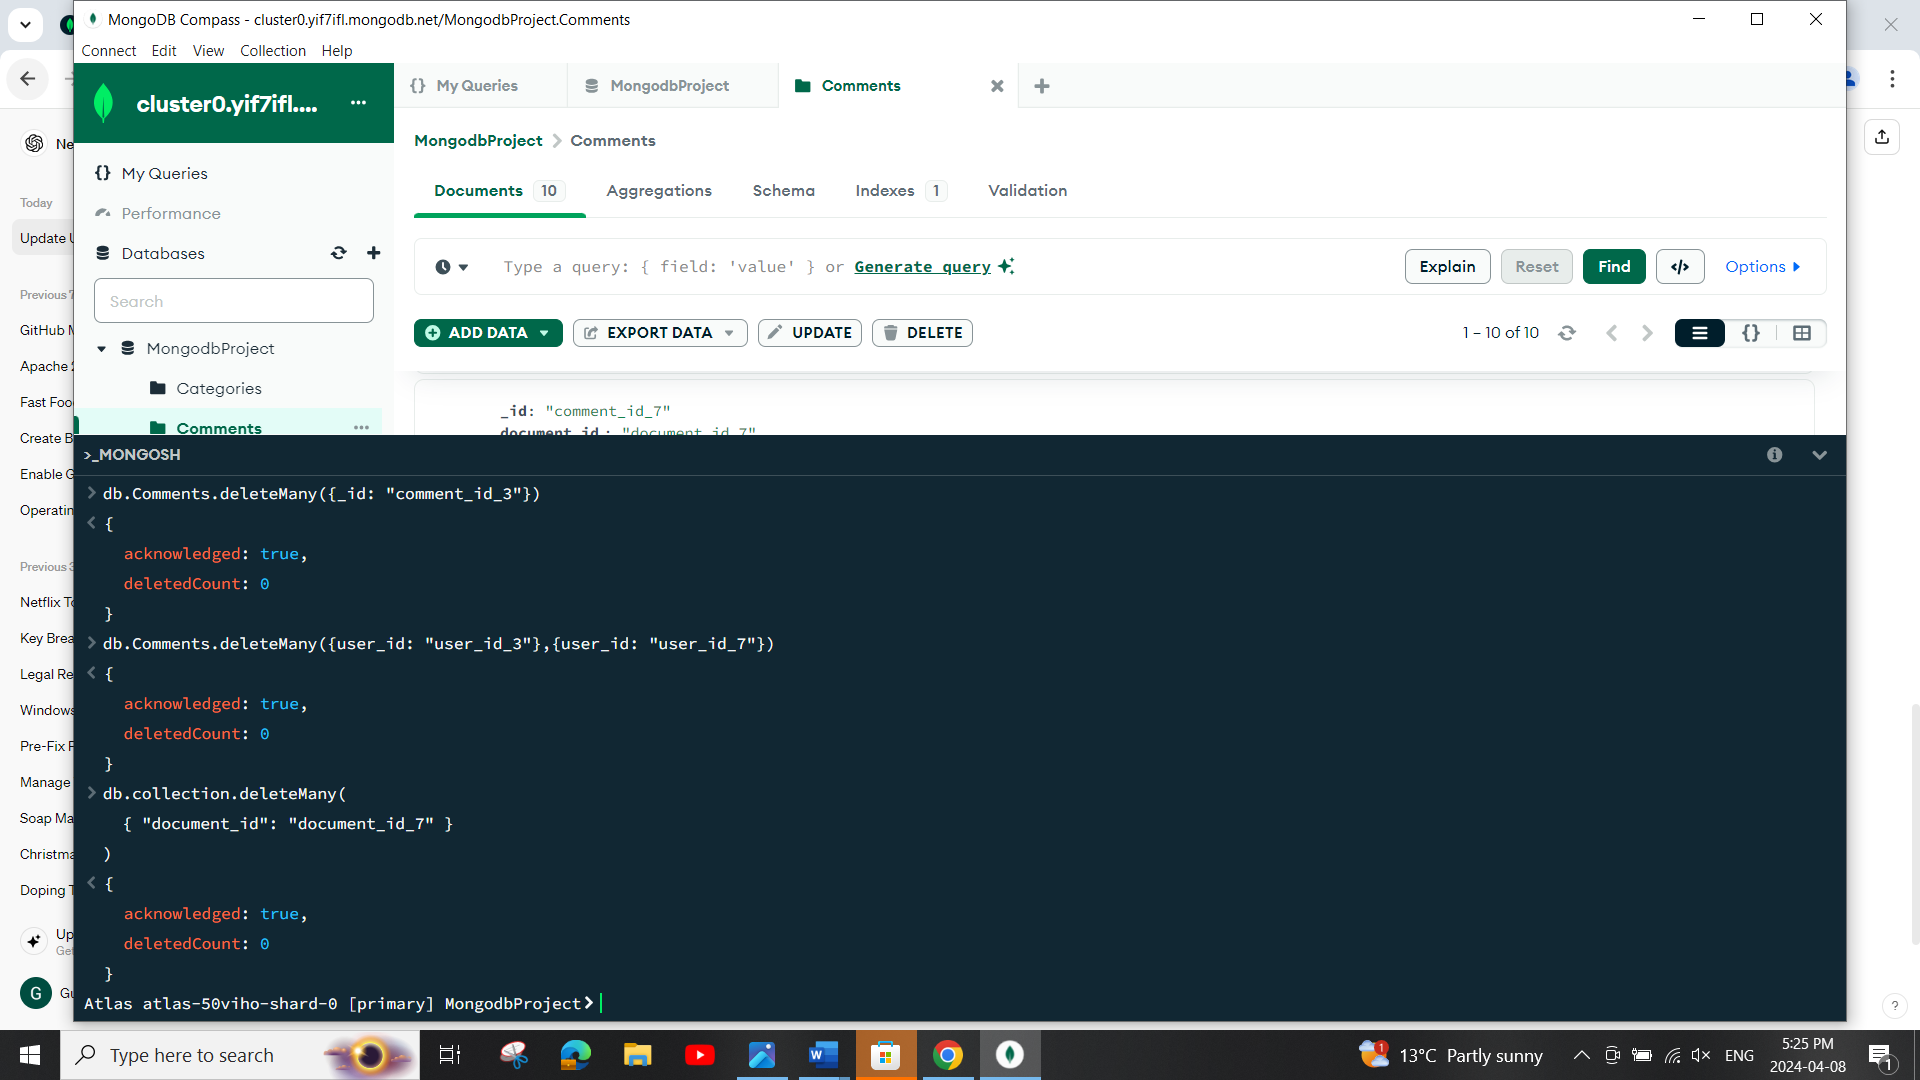 MongoDB Compass - cluster0.yif7ifl.mongodb.net/MongodbProject.Comments
Connect Edit View Collection Help
cluster0.yif7ifl.... ...
{} My Queries
MongodbProject
Comments
MongodbProject > Comments
Documents 10 Aggregations Schema Indexes 1 Validation
Type a query: { field: 'value' } or Generate query
Explain Reset Find </> Options
ADD DATA EXPORT DATA UPDATE DELETE
1 – 10 of 10 {}
_id: "comment_id_7"
document_id : "document_id_7"
{} My Queries
Performance
Databases
Search
MongodbProject
Categories
Comments ...
>_MONGOSH
> db.Comments.deleteMany({_id: "comment_id_3"})
< {
acknowledged: true,
deletedCount: 0
}
> db.Comments.deleteMany({user_id: "user_id_3"},{user_id: "user_id_7"})
< {
acknowledged: true,
deletedCount: 0
}
> db.collection.deleteMany(
{ "document_id": "document_id_7" }
)
< {
acknowledged: true,
deletedCount: 0
}
Atlas atlas-50viho-shard-0 [primary] MongodbProject>
Ne
Today
Update U
Previous 7
GitHub M
Apache 2
Fast Foo
Create B
Enable G
Operatin
Previous 3
Netflix To
Key Brea
Legal Re
Windows
Pre-Fix P
Manage
Soap Ma
Christma
Doping T
Up
Get
G Gu
?
Type here to search
W
1 13°C Partly sunny ENG
5:25 PM
2024-04-08
1